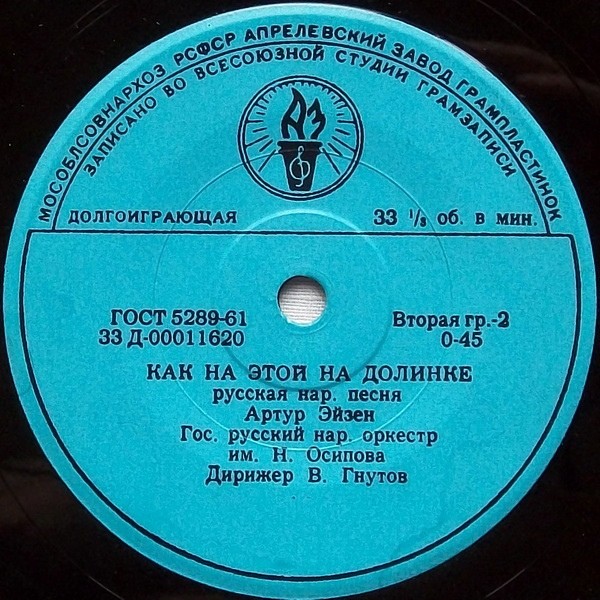 МОСОБЛСОВНАРХОЗ РСФСР АПРЕЛЕВСКИЙ ЗАВОД ГРАМПЛАСТИНОК
ЗАПИСАНО ВО ВСЕСОЮЗНОЙ СТУДИИ ГРАМЗАПИСИ
АЗ
ДОЛГОИГРАЮЩАЯ 33 ⅓ об. в мин.
ГОСТ 5289-61 Вторая гр.-2
33 Д-00011620 0-45
КАК НА ЭТОЙ НА ДОЛИНКЕ
русская нар. песня
Артур Эйзен
Гос. русский нар. оркестр
им. Н. Осипова
Дирижер В. Гнутов